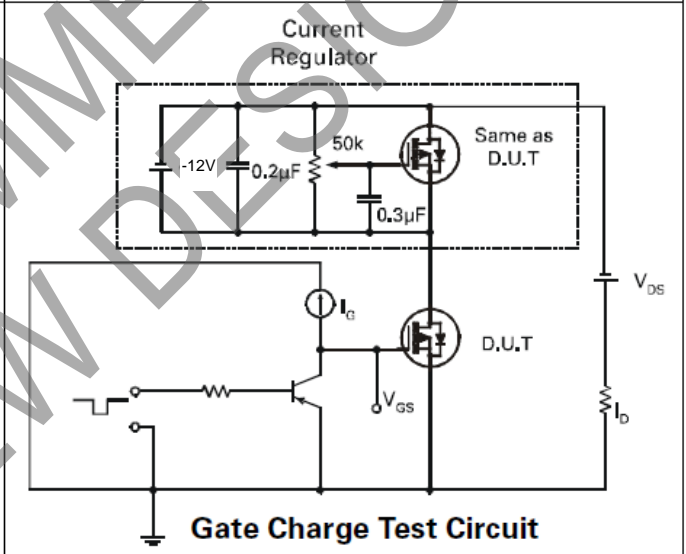 Current
Regulator
-12V
0.2µF
50k
0.3µF
Same as
D.U.T
I_G
V_GS
D.U.T
V_DS
I_D
Gate Charge Test Circuit